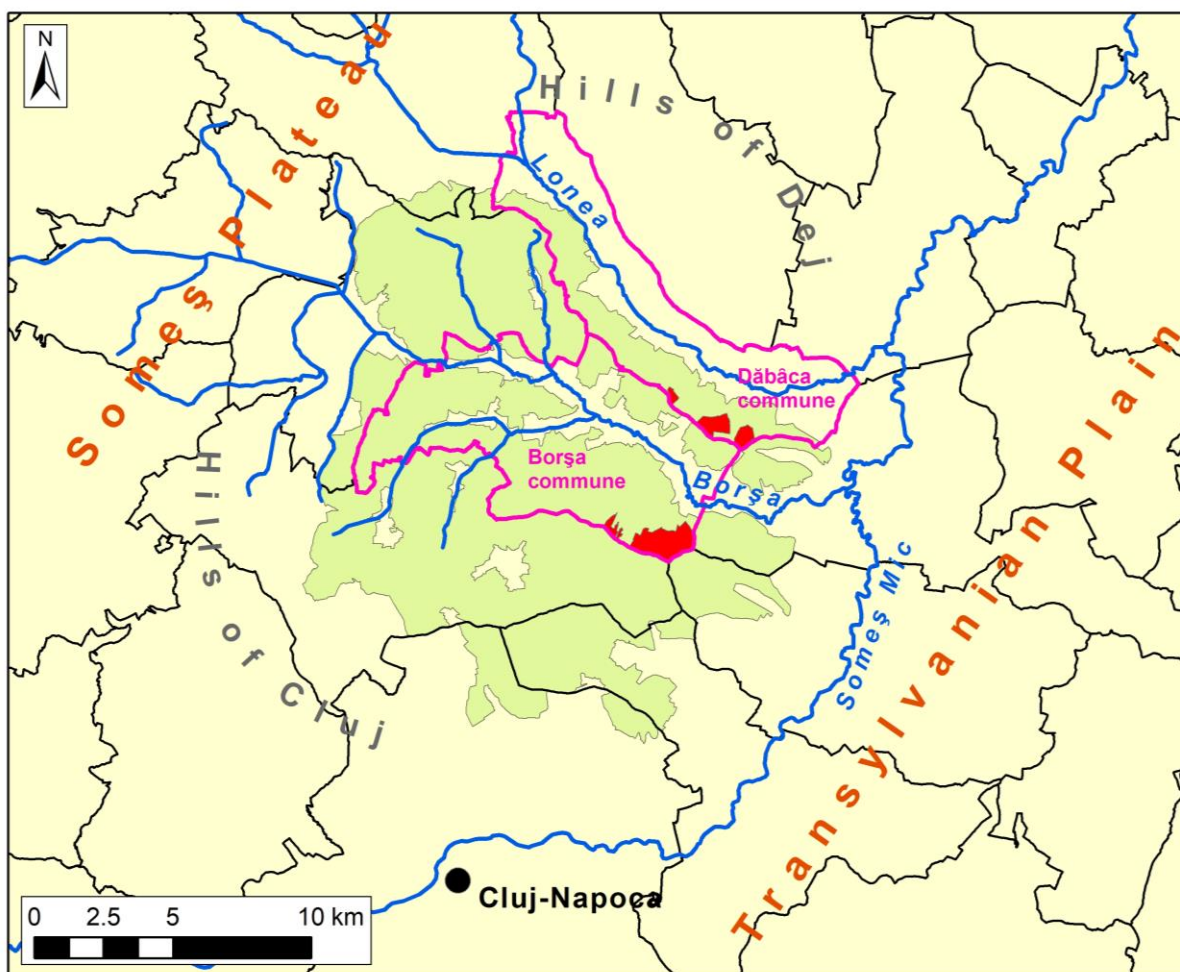 N
Someş Plateau
Hills of Dej
Lonea
Dăbâca
commune
Borşa
commune
Borşa
Hills of Cluj
Someş Mic
Transylvanian Plain
Cluj-Napoca
0 2.5 5 10 km